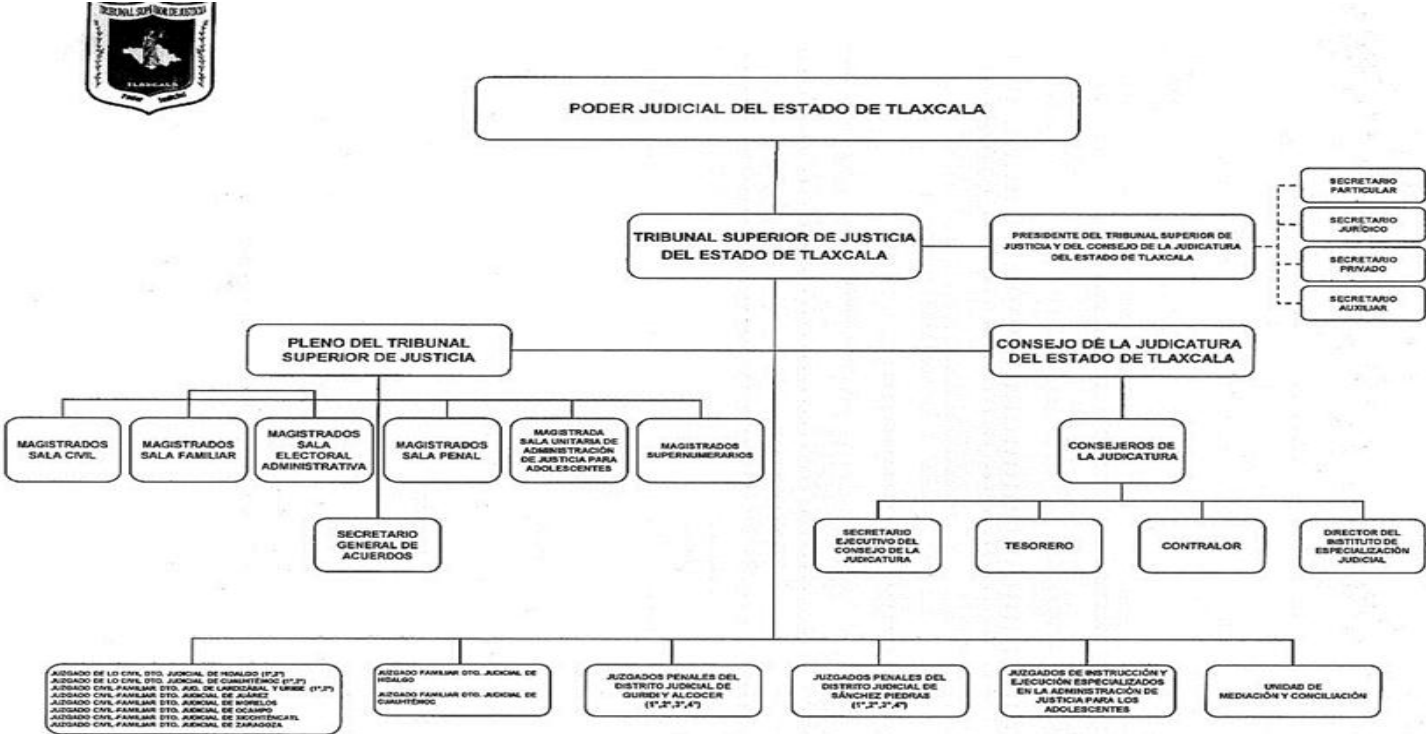 TRIBUNAL SUPERIOR DE JUSTICIA
TLAXCALA
Poder Judicial
PODER JUDICIAL DEL ESTADO DE TLAXCALA
TRIBUNAL SUPERIOR DE JUSTICIA
DEL ESTADO DE TLAXCALA
PRESIDENTE DEL TRIBUNAL SUPERIOR DE
JUSTICIA Y DEL CONSEJO DE LA JUDICATURA
DEL ESTADO DE TLAXCALA
SECRETARIO
PARTICULAR
SECRETARIO
JURÍDICO
SECRETARIO
PRIVADO
SECRETARIO
AUXILIAR
PLENO DEL TRIBUNAL
SUPERIOR DE JUSTICIA
CONSEJO DE LA JUDICATURA
DEL ESTADO DE TLAXCALA
MAGISTRADOS
SALA CIVIL
MAGISTRADOS
SALA FAMILIAR
MAGISTRADOS
SALA
ELECTORAL
ADMINISTRATIVA
MAGISTRADOS
SALA PENAL
MAGISTRADA
SALA UNITARIA DE
ADMINISTRACIÓN
DE JUSTICIA PARA
ADOLESCENTES
MAGISTRADOS
SUPERNUMERARIOS
CONSEJEROS DE
LA JUDICATURA
SECRETARIO
GENERAL DE
ACUERDOS
SECRETARIO
EJECUTIVO DEL
CONSEJO DE LA
JUDICATURA
TESORERO
CONTRALOR
DIRECTOR DEL
INSTITUTO DE
ESPECIALIZACIÓN
JUDICIAL
JUZGADO DE LO CIVIL DTO. JUDICIAL DE HIDALGO (1°,2°)
JUZGADO DE LO CIVIL DTO. JUDICIAL DE CUAUHTÉMOC (1°,2°)
JUZGADO CIVIL-FAMILIAR DTO. JUD. DE LARDIZÁBAL Y URIBE (1°,2°)
JUZGADO CIVIL-FAMILIAR DTO. JUDICIAL DE JUÁREZ
JUZGADO CIVIL-FAMILIAR DTO. JUDICIAL DE MORELOS
JUZGADO CIVIL-FAMILIAR DTO. JUDICIAL DE OCAMPO
JUZGADO CIVIL-FAMILIAR DTO. JUDICIAL DE XICOHTÉNCATL
JUZGADO CIVIL-FAMILIAR DTO. JUDICIAL DE ZARAGOZA
JUZGADO FAMILIAR DTO. JUDICIAL DE
HIDALGO
JUZGADO FAMILIAR DTO. JUDICIAL DE
CUAUHTÉMOC
JUZGADOS PENALES DEL
DISTRITO JUDICIAL DE
GURIDI Y ALCOCER
(1°,2°,3°,4°)
JUZGADOS PENALES DEL
DISTRITO JUDICIAL DE
SÁNCHEZ PIEDRAS
(1°,2°,3°,4°)
JUZGADOS DE INSTRUCCIÓN Y
EJECUCIÓN ESPECIALIZADOS
EN LA ADMINISTRACIÓN DE
JUSTICIA PARA LOS
ADOLESCENTES
UNIDAD DE
MEDIACIÓN Y CONCILIACIÓN